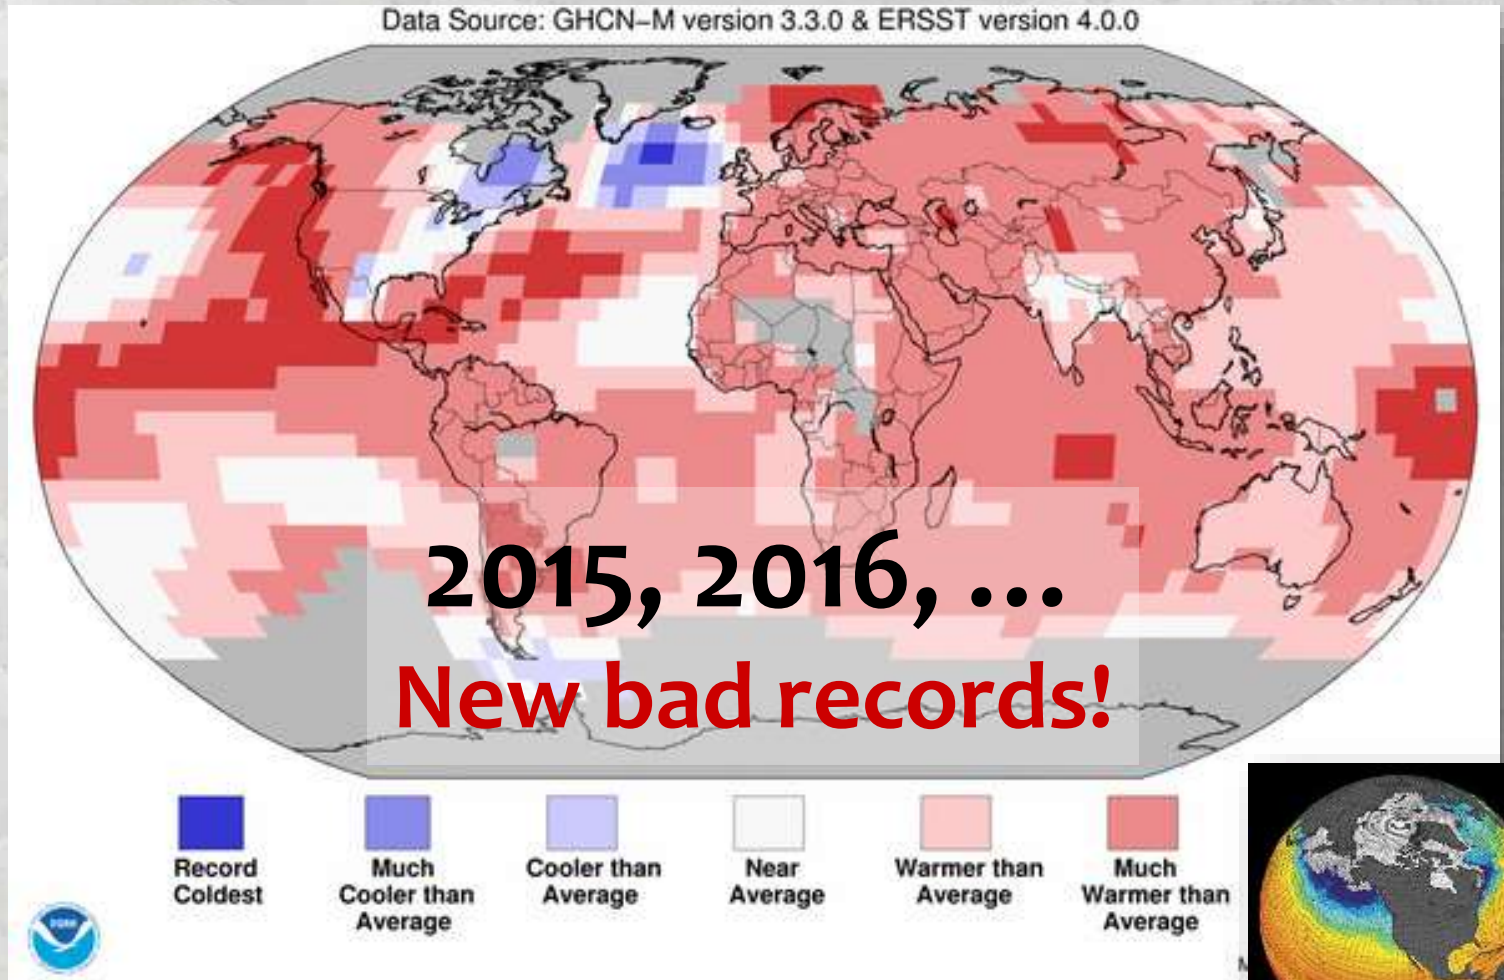 Data Source: GHCN–M version 3.3.0 & ERSST version 4.0.0
2015, 2016, …
New bad records!
Record
Coldest
Much
Cooler than
Average
Cooler than
Average
Near
Average
Warmer than
Average
Much
Warmer than
Average